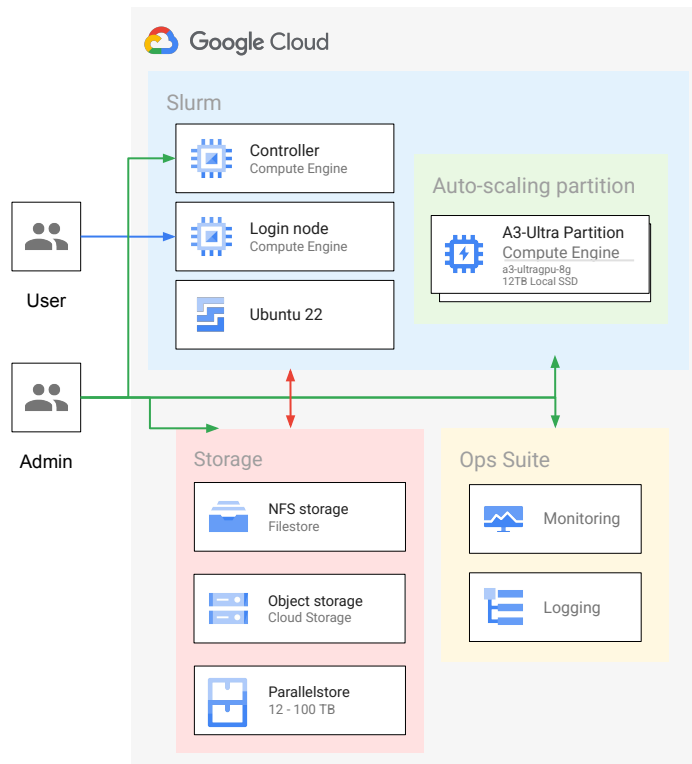 Google Cloud
Slurm
Controller
Compute Engine
Auto-scaling partition
Login node
Compute Engine
A3-Ultra Partition
Compute Engine
a3-ultragpu-8g
12TB Local SSD
User
Ubuntu 22
Admin
Storage
Ops Suite
NFS storage
Filestore
Monitoring
Object storage
Cloud Storage
Logging
Parallelstore
12 - 100 TB